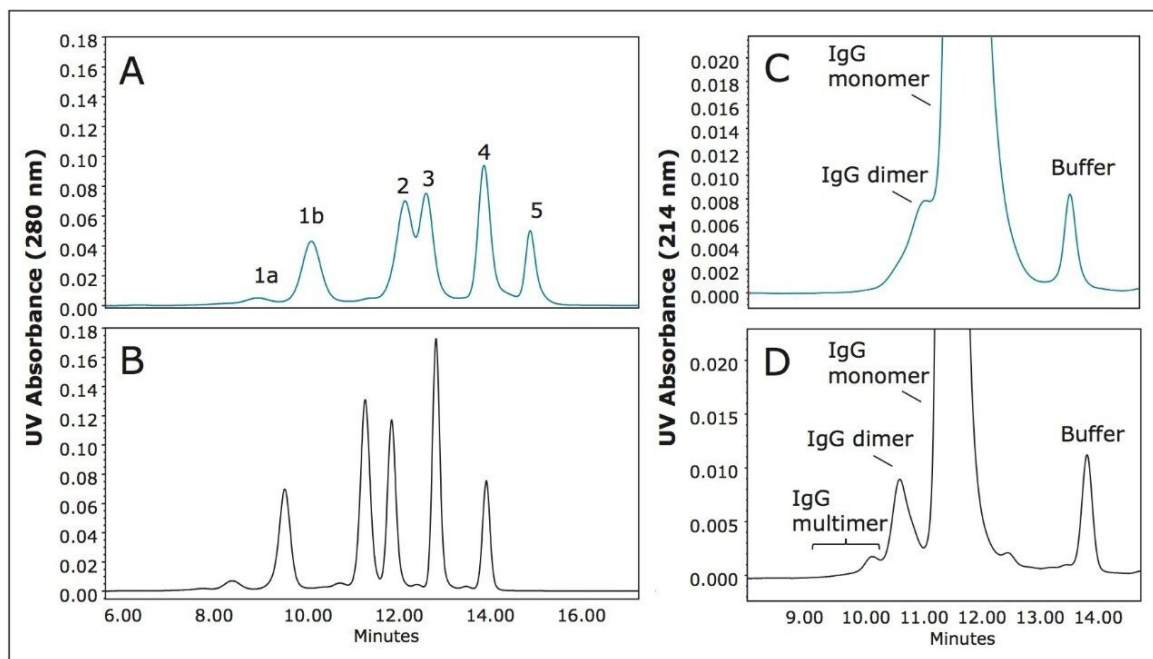 UV Absorbance (280 nm)
A
0.18
0.16
0.14
0.12
0.10
0.08
0.06
0.04
0.02
0.00
1a
1b
2
3
4
5
B
0.18
0.16
0.14
0.12
0.10
0.08
0.06
0.04
0.02
0.00
6.00 8.00 10.00 12.00 14.00 16.00
Minutes
UV Absorbance (214 nm)
C
0.020
0.018
0.016
0.014
0.012
0.010
0.008
0.006
0.004
0.002
0.000
IgG
monomer
IgG dimer
Buffer
D
0.020
0.015
0.010
0.005
0.000
IgG
monomer
IgG dimer
IgG
multimer
Buffer
9.00 10.00 11.00 12.00 13.00 14.00
Minutes